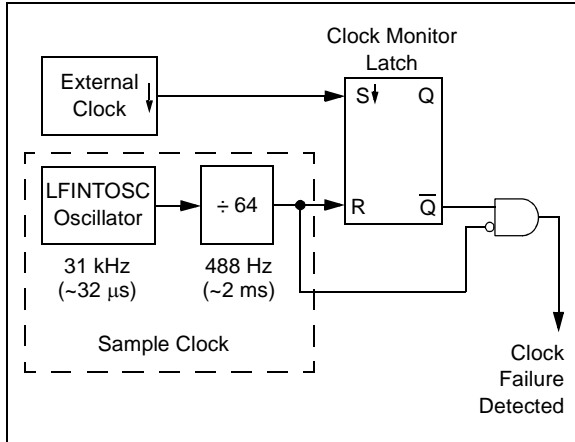 Clock Monitor
Latch
External
Clock
S
Q
LFINTOSC
Oscillator
÷ 64
R
Q̅
31 kHz
(~32 μs)
488 Hz
(~2 ms)
Sample Clock
Clock
Failure
Detected